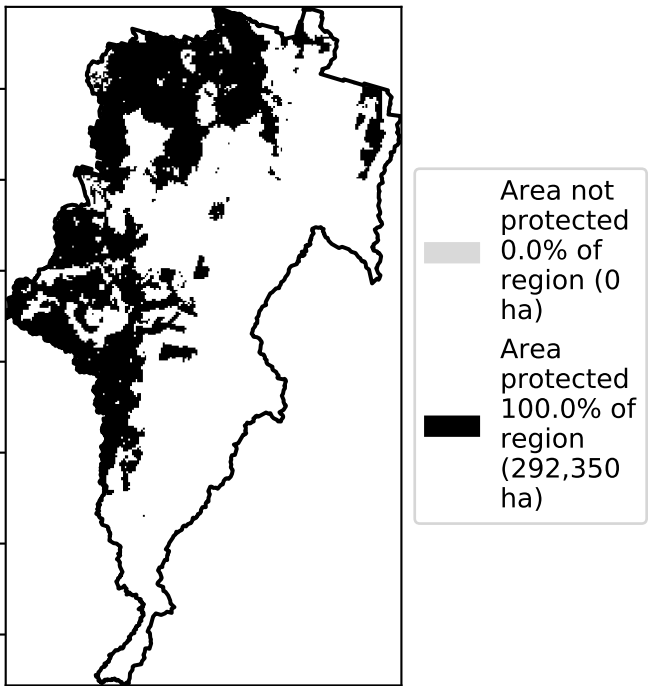 Area not
protected
0.0% of
region (0
ha)
Area
protected
100.0% of
region
(292,350
ha)